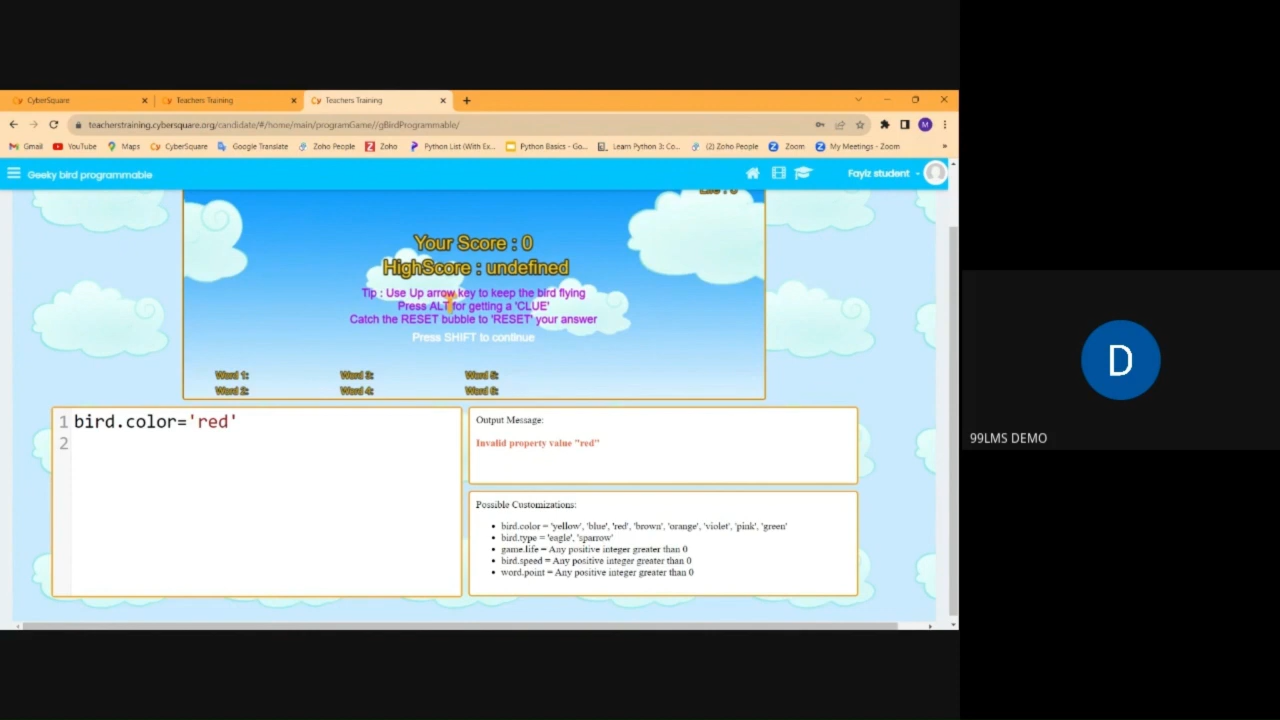 CyberSquare
Teachers Training
Teachers Training
teacherstraining.cybersquare.org/candidate/#/home/main/programGame//gBirdProgrammable/
M
Gmail
YouTube
Maps
CyberSquare
Google Translate
Zoho People
Zoho
Python List (With Ex...
Python Basics - Go...
Learn Python 3: Co...
(2) Zoho People
Zoom
My Meetings - Zoom
»
Geeky bird programmable
Fayiz student
Your Score : 0
HighScore : undefined
Tip : Use Up arrow key to keep the bird flying
Press ALT for getting a 'CLUE'
Catch the RESET bubble to 'RESET' your answer
Press SHIFT to continue
Word 1: Word 3: Word 5:
Word 2: Word 4: Word 6:
1 bird.color='red'
2
Output Message:
Invalid property value "red"
Possible Customizations:
• bird.color = 'yellow', 'blue', 'red', 'brown', 'orange', 'violet', 'pink', 'green'
• bird.type = 'eagle', 'sparrow'
• game.life = Any positive integer greater than 0
• bird.speed = Any positive integer greater than 0
• word.point = Any positive integer greater than 0
D
99LMS DEMO